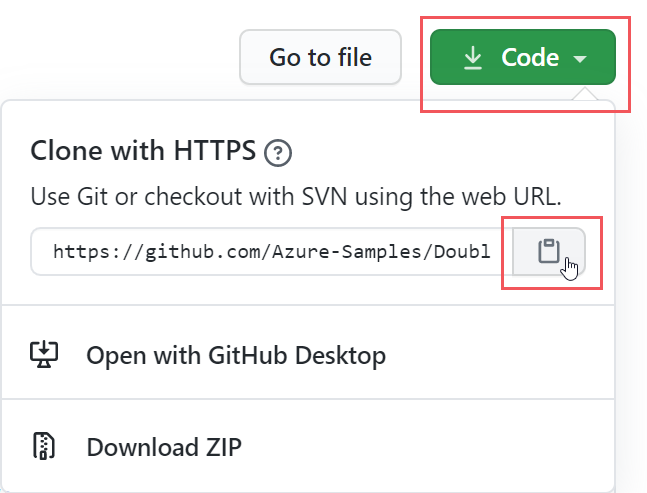 Go to file
Code
Clone with HTTPS ?
Use Git or checkout with SVN using the web URL.
https://github.com/Azure-Samples/Doubl
Open with GitHub Desktop
Download ZIP